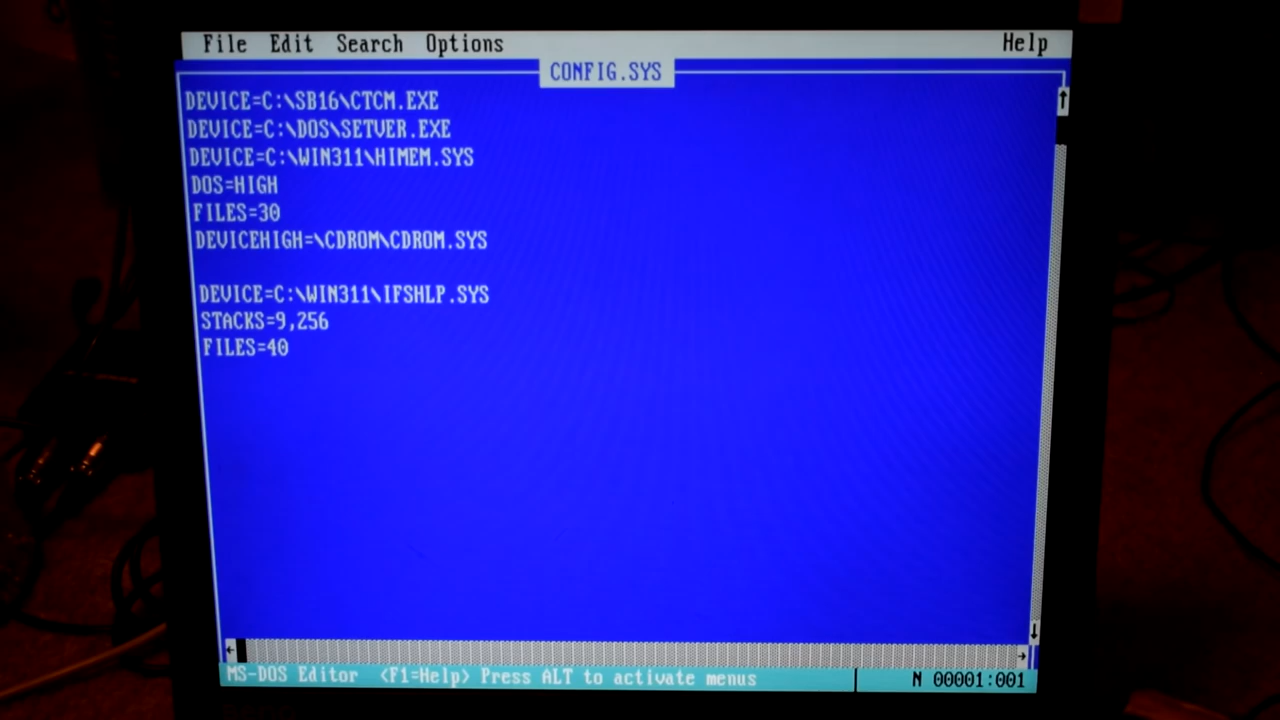 File Edit Search Options Help
CONFIG.SYS
DEVICE=C:\SB16\CTCM.EXE
DEVICE=C:\DOS\SETVER.EXE
DEVICE=C:\WIN311\HIMEM.SYS
DOS=HIGH
FILES=30
DEVICEHIGH=\CDROM\CDROM.SYS
DEVICE=C:\WIN311\IFSHLP.SYS
STACKS=9,256
FILES=40
MS-DOS Editor <F1=Help> Press ALT to activate menus N 00001:001